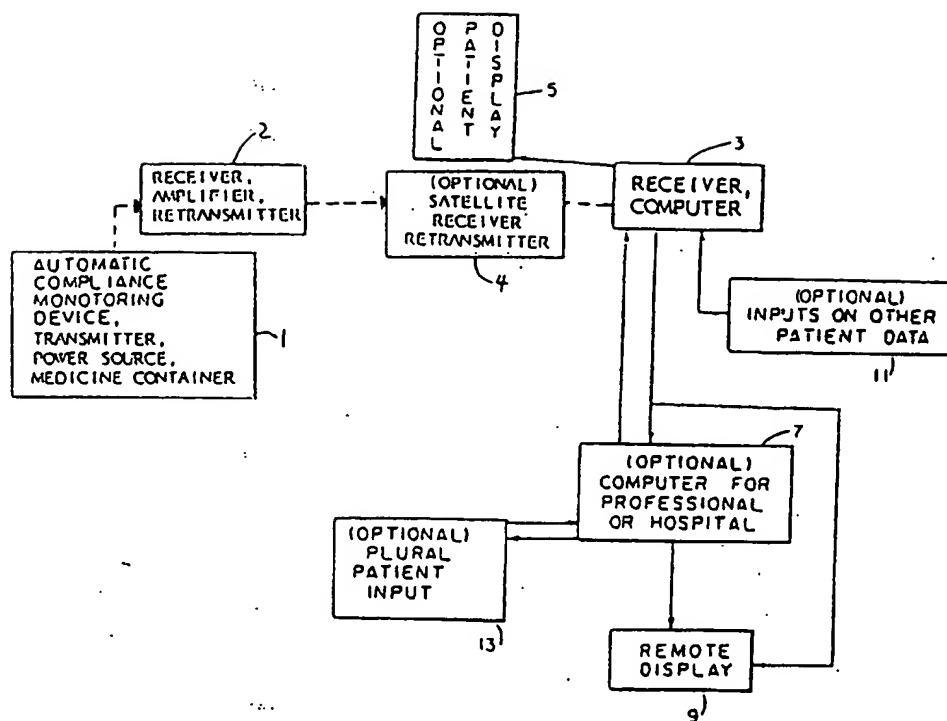 OPTIONAL
PATIENT
DISPLAY
5
2
3
RECEIVER,
AMPLIFIER,
RETRANSMITTER
(OPTIONAL)
SATELLITE
RECEIVER
RETRANSMITTER
4
RECEIVER,
COMPUTER
AUTOMATIC
COMPLIANCE
MONOTORING
DEVICE,
TRANSMITTER,
POWER SOURCE,
MEDICINE CONTAINER
1
(OPTIONAL)
INPUTS ON OTHER
PATIENT DATA
11
7
(OPTIONAL)
COMPUTER FOR
PROFESSIONAL
OR HOSPITAL
(OPTIONAL)
PLURAL
PATIENT
INPUT
13
REMOTE
DISPLAY
9